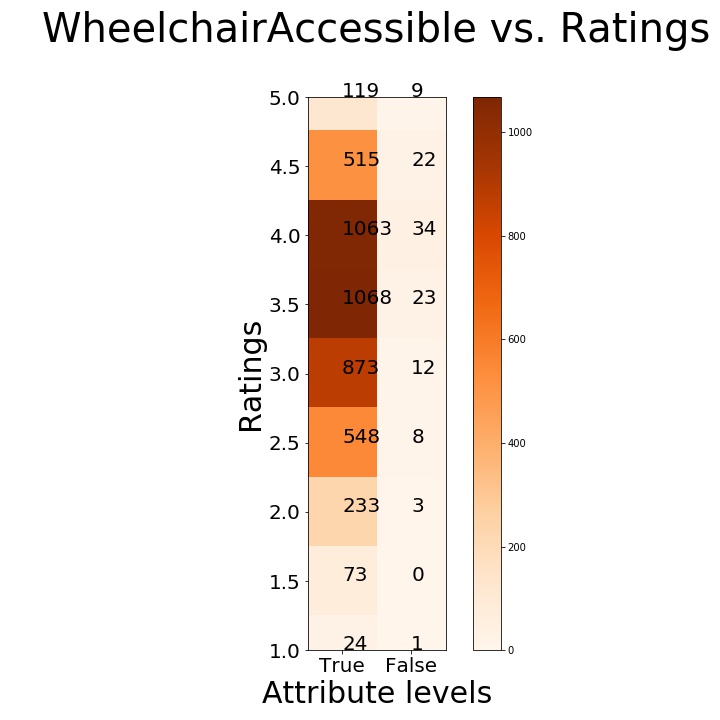 WheelchairAccessible vs. Ratings
5.0 119 9
4.5 515 22
4.0 1063 34
3.5 1068 23
3.0 873 12
2.5 548 8
2.0 233 3
1.5 73 0
1.0 24 1
True False
Attribute levels
Ratings
1000
800
600
400
200
0